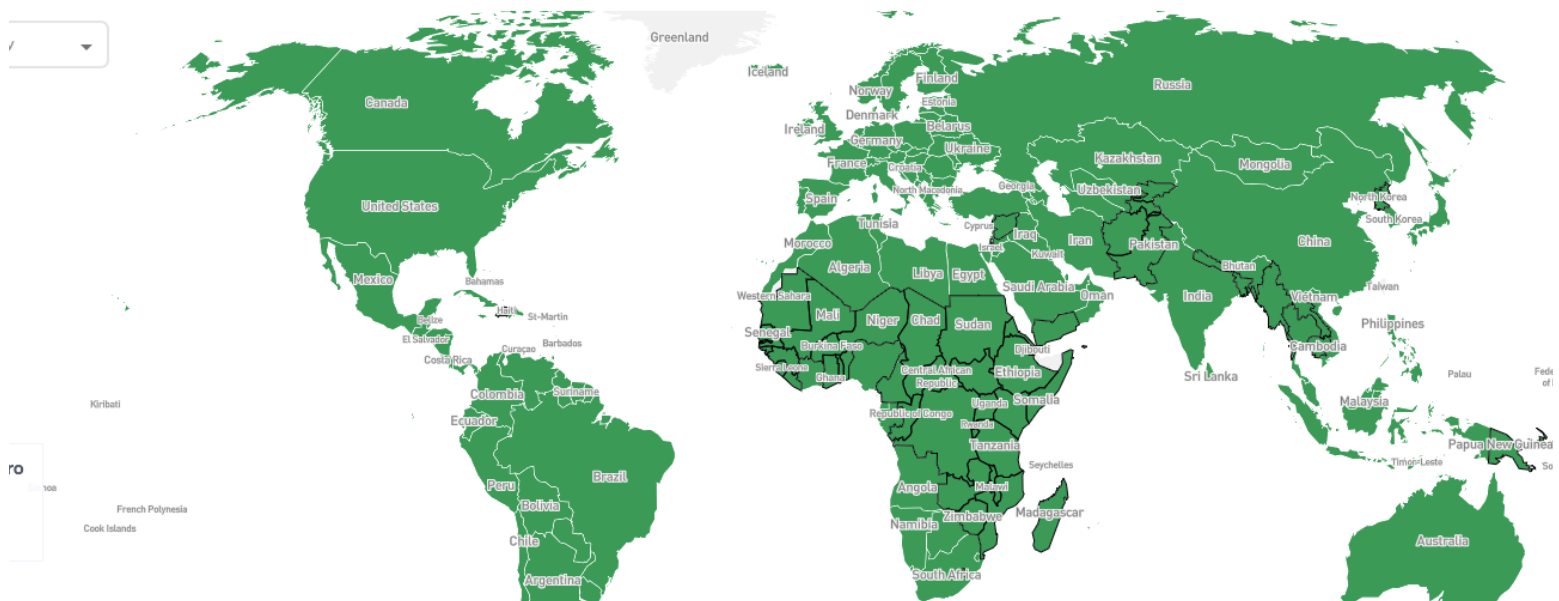 Greenland
Iceland
Finland
Russia
Norway
Canada
Estonia
Denmark
Ireland
Belarus
Germany
Ukraine
Kazakhstan
France
Mongolia
Croatia
Georgia
Uzbekistan
North Macedonia
North Korea
Spain
United States
South Korea
Tunisia
Cyprus
Iraq
Iran
China
Morocco
Israel
Pakistan
Kuwait
Algeria
Libya
Egypt
Bhutan
Mexico
Bahamas
Saudi Arabia
Taiwan
Western Sahara
Oman
India
Vietnam
Haiti
St-Martin
Mali
Niger
Chad
Sudan
Belize
Philippines
Senegal
El Salvador
Barbados
Burkina Faso
Djibouti
Cambodia
Curaçao
Costa Rica
Sierra Leone
Central African
Republic
Ethiopia
Ghana
Sri Lanka
Palau
Fede
of
Colombia
Suriname
Somalia
Malaysia
Kiribati
Uganda
Ecuador
Republic of Congo
Rwanda
ro
Tanzania
Papua New Guinea
Seychelles
Timor-Leste
So
Brazil
Peru
Angola
Malawi
Bolivia
French Polynesia
Madagascar
Zimbabwe
Namibia
Cook Islands
Chile
Australia
South Africa
Argentina